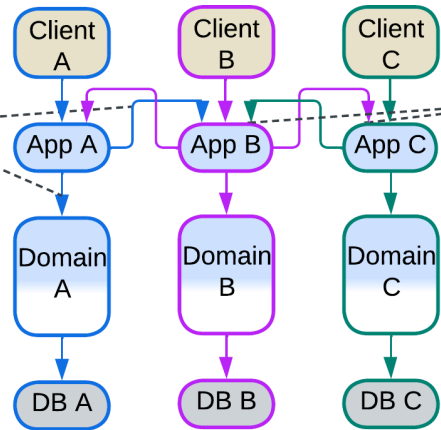 Client
A
Client
B
Client
C
App A
App B
App C
Domain
A
Domain
B
Domain
C
DB A
DB B
DB C